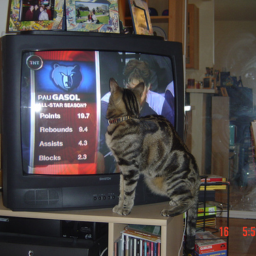 TNT
PAU GASOL
ALL-STAR SEASON?
Points 19.7
Rebounds 9.4
Assists 4.3
Blocks 2.3
16 5:5